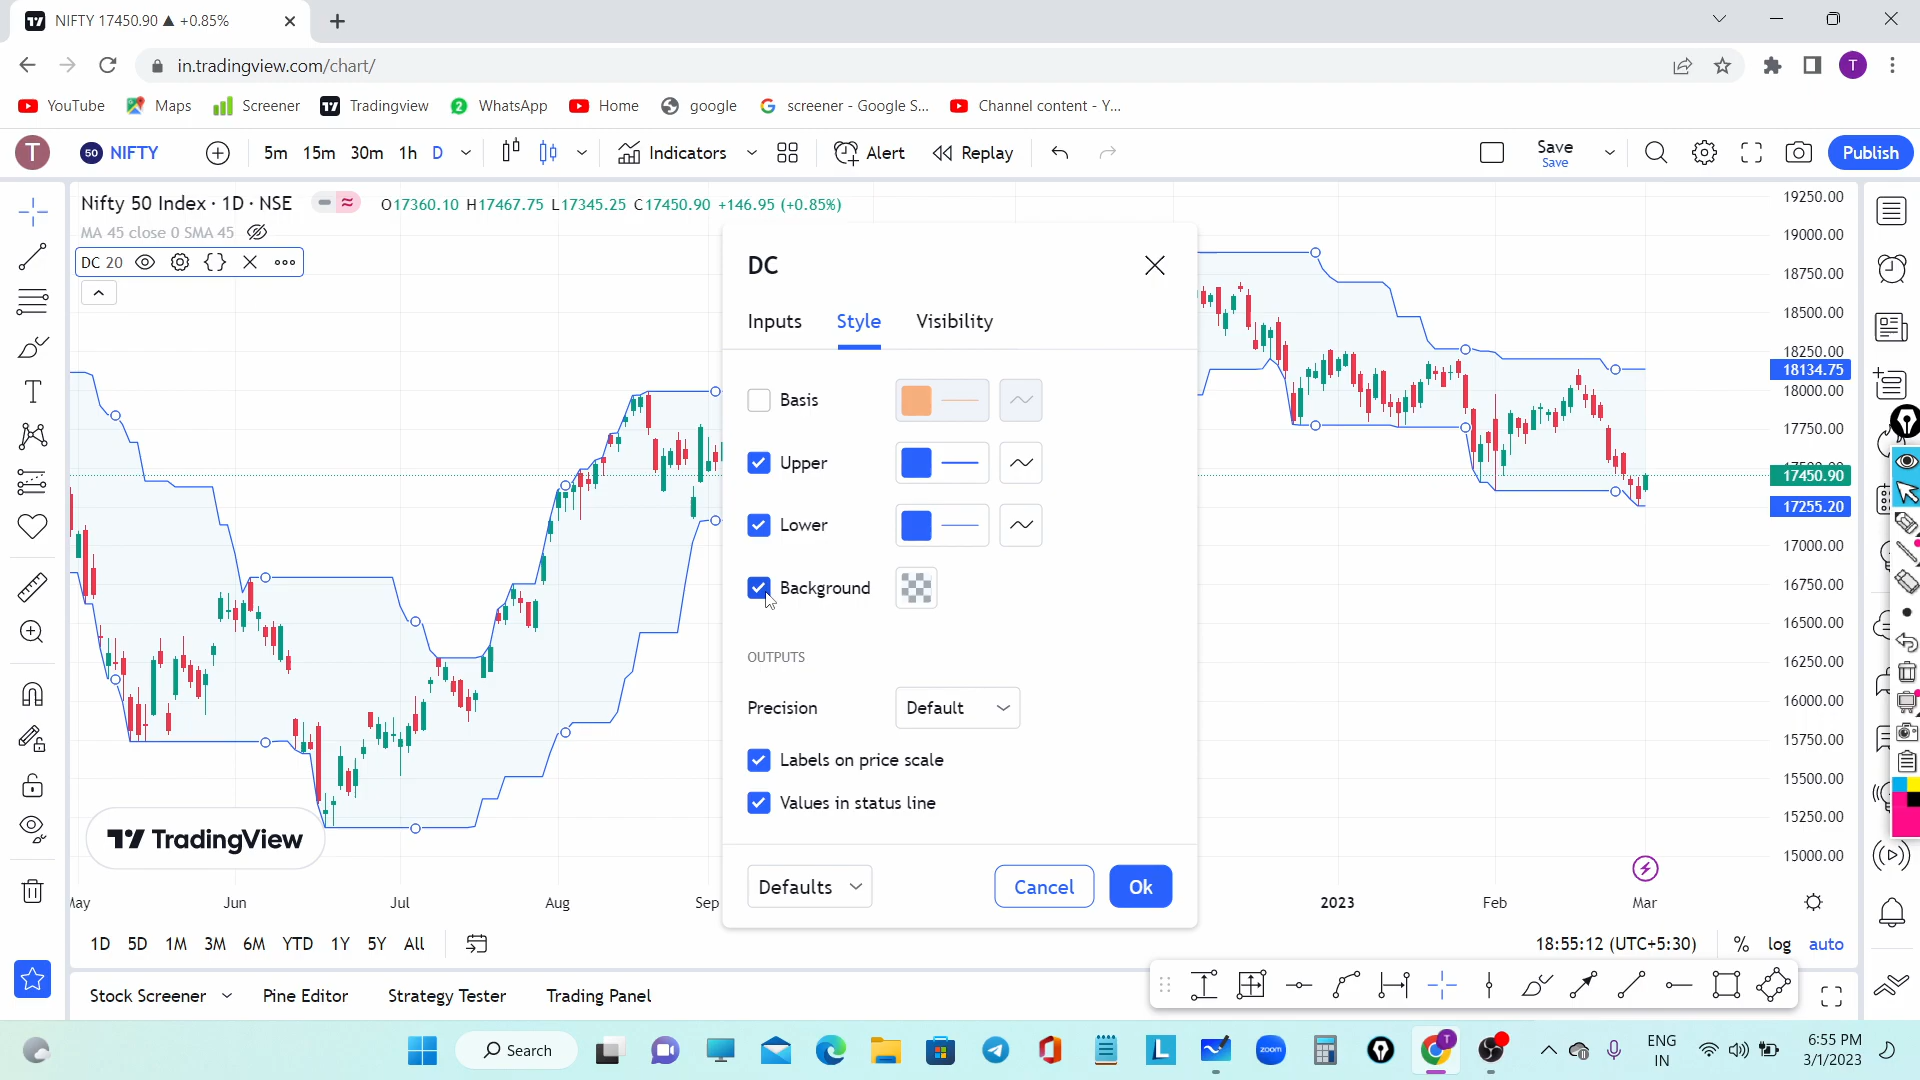 NIFTY 17450.90 ▲ +0.85%
in.tradingview.com/chart/
T
YouTube Maps Screener Tradingview WhatsApp Home google screener - Google S... Channel content - Y...
T 50 NIFTY 5m 15m 30m 1h D Indicators Alert Replay Save Publish
Save
Nifty 50 Index · 1D · NSE O17360.10 H17467.75 L17345.25 C17450.90 +146.95 (+0.85%)
MA 45 close 0 SMA 45
DC 20
DC
Inputs Style Visibility
Basis
Upper
Lower
Background
OUTPUTS
Precision Default
Labels on price scale
Values in status line
Defaults Cancel Ok
TradingView
19250.00
19000.00
18750.00
18500.00
18250.00
18134.75
18000.00
17750.00
17450.90
17255.20
17000.00
16750.00
16500.00
16250.00
16000.00
15750.00
15500.00
15250.00
15000.00
Jun Jul Aug Sep 2023 Feb Mar
1D 5D 1M 3M 6M YTD 1Y 5Y All 18:55:12 (UTC+5:30) % log auto
Stock Screener Pine Editor Strategy Tester Trading Panel
Search zoom T ENG
IN
6:55 PM
3/1/2023